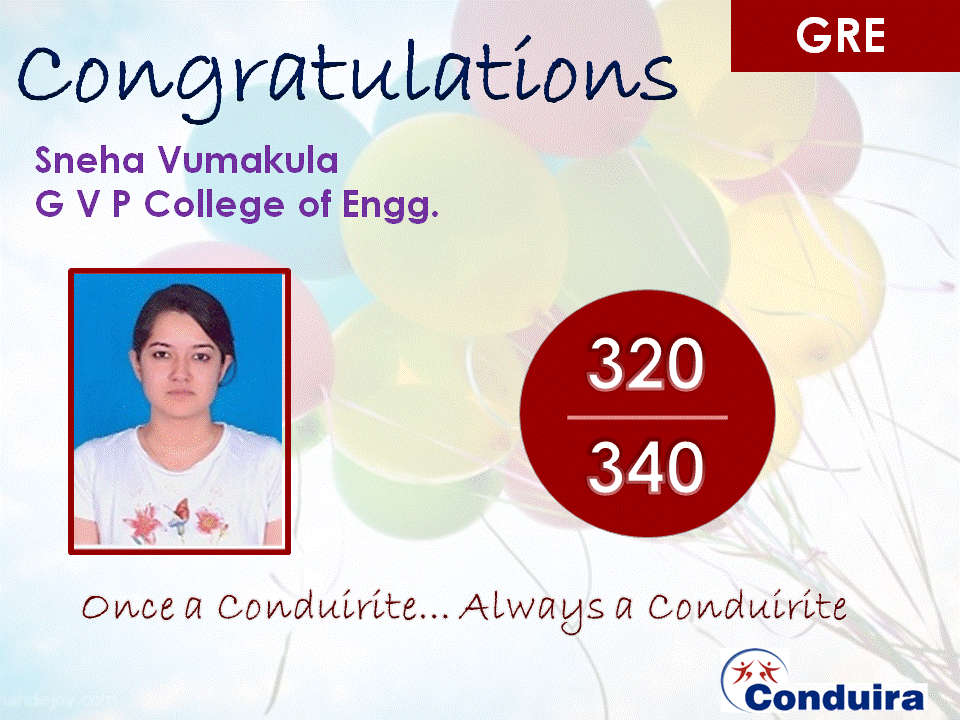 GRE
Congratulations
Sneha Vumakula
G V P College of Engg.
320
340
Once a Conduirite... Always a Conduirite
Conduira